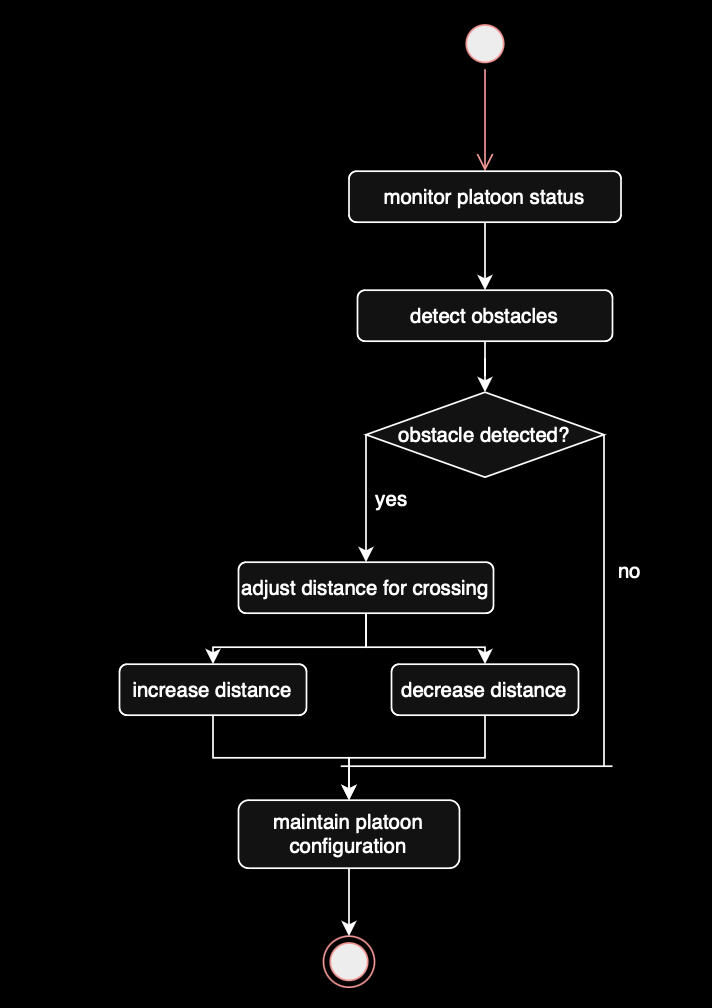 monitor platoon status
detect obstacles
obstacle detected?
yes
no
adjust distance for crossing
increase distance
decrease distance
maintain platoon
configuration